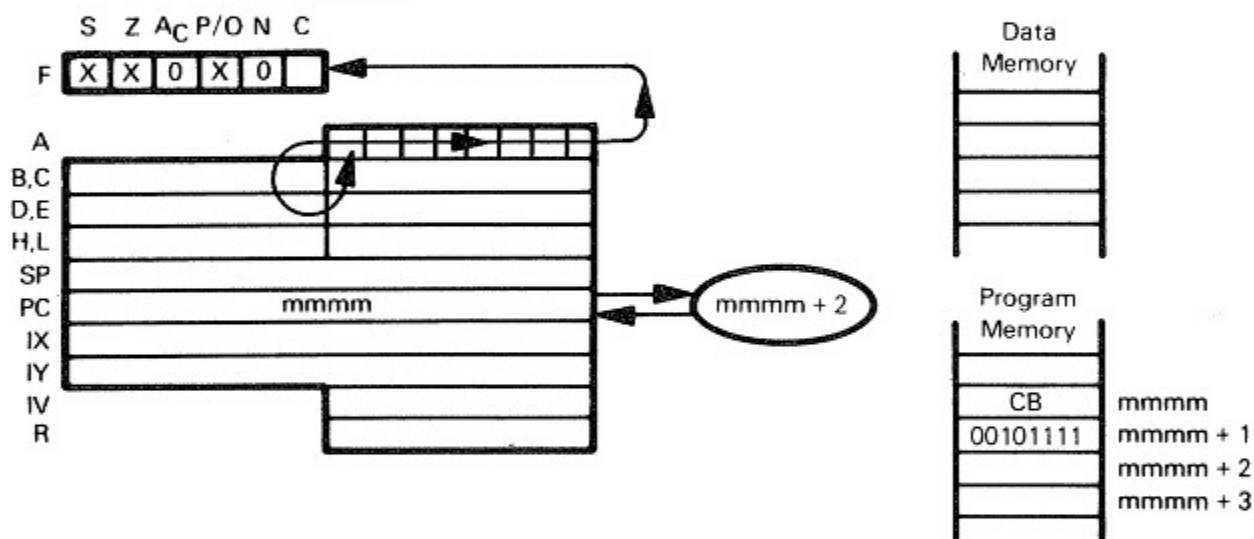 S Z AC P/O N C
F X X 0 X 0
A
B,C
D,E
H,L
SP
PC mmmm
IX
IY
IV
R
mmmm + 2
Data
Memory
Program
Memory
CB mmmm
00101111 mmmm + 1
mmmm + 2
mmmm + 3